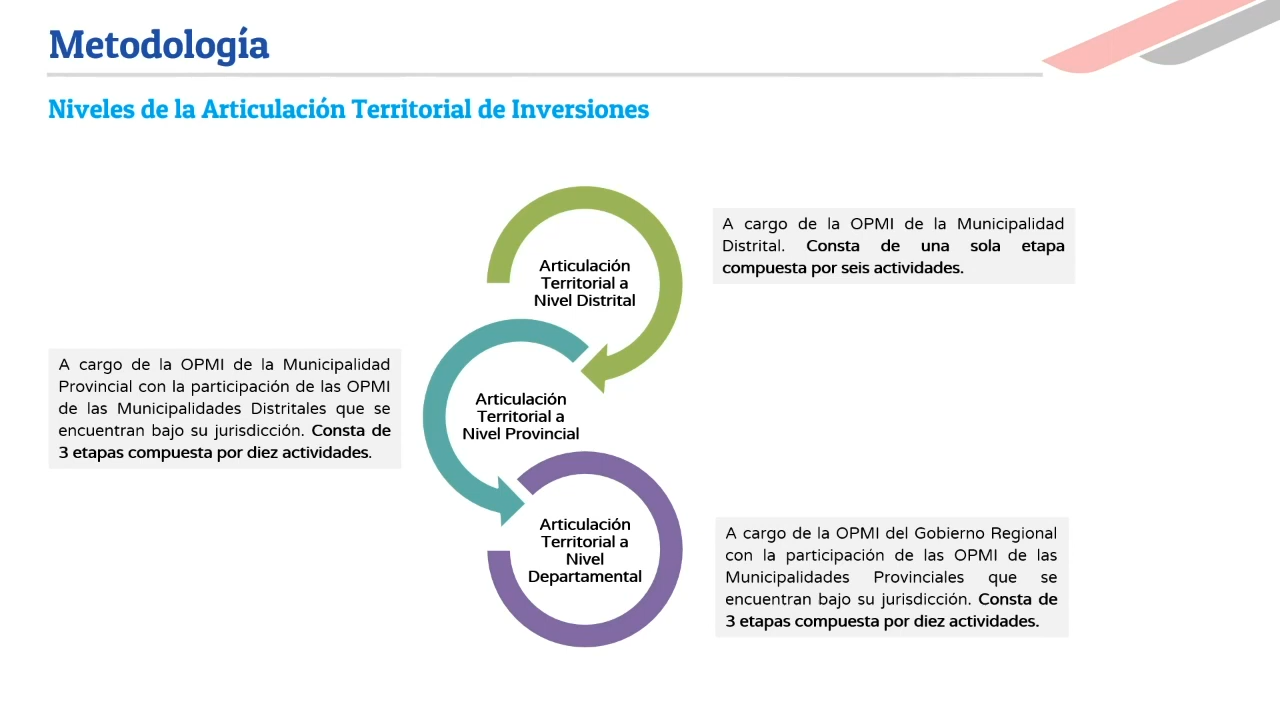 Metodología
Niveles de la Articulación Territorial de Inversiones
Articulación
Territorial a
Nivel Distrital
A cargo de la OPMI de la Municipalidad
Distrital. Consta de una sola etapa
compuesta por seis actividades.
A cargo de la OPMI de la Municipalidad
Provincial con la participación de las OPMI
de las Municipalidades Distritales que se
encuentran bajo su jurisdicción. Consta de
3 etapas compuesta por diez actividades.
Articulación
Territorial a
Nivel Provincial
Articulación
Territorial a
Nivel
Departamental
A cargo de la OPMI del Gobierno Regional
con la participación de las OPMI de las
Municipalidades Provinciales que se
encuentran bajo su jurisdicción. Consta de
3 etapas compuesta por diez actividades.